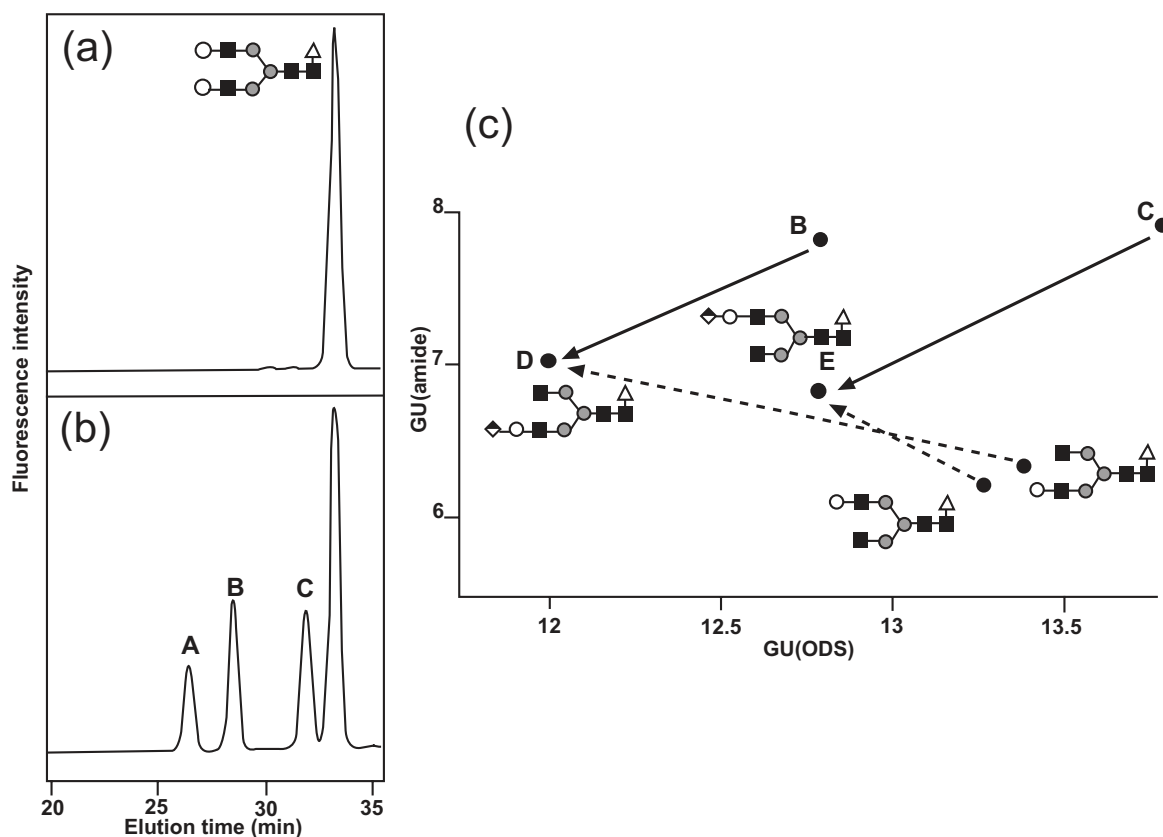 (a)
(b)
A
B
C
Fluorescence intensity
20
25
30
35
Elution time (min)
(c)
8
7
6
GU(amide)
B
C
D
E
12
12.5
13
13.5
GU(ODS)